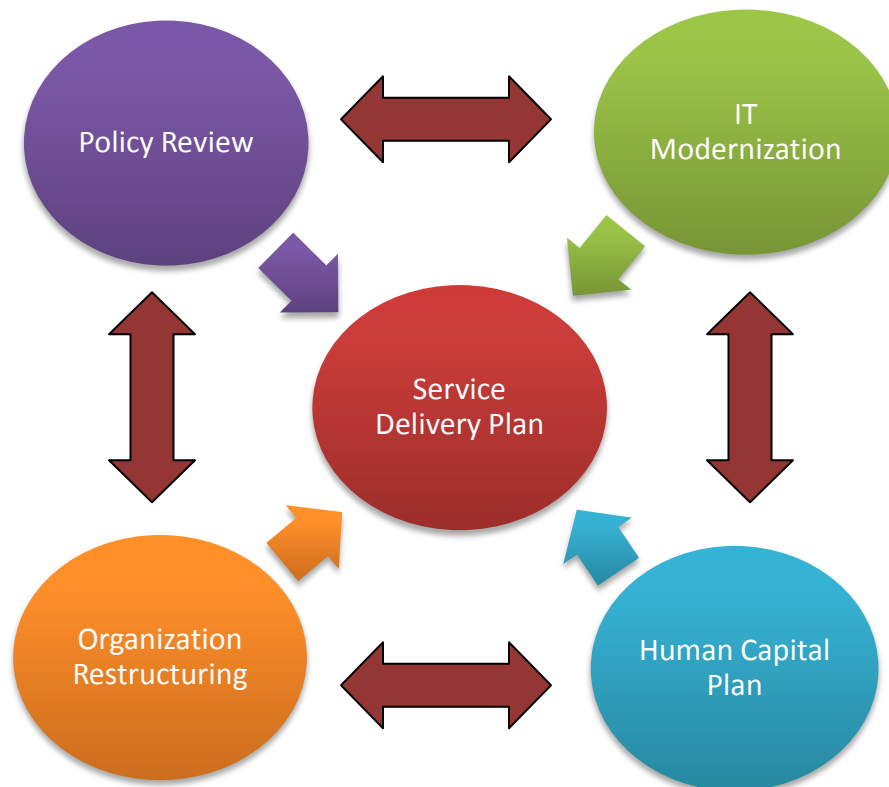 Policy Review
IT
Modernization
Service
Delivery Plan
Organization
Restructuring
Human Capital
Plan